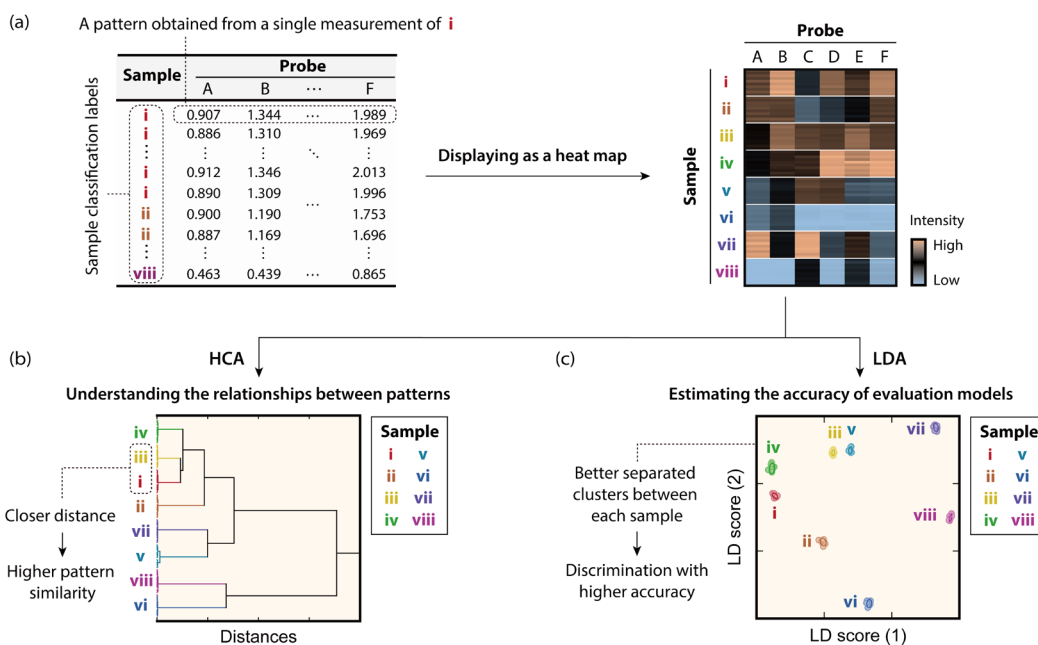 (a)
A pattern obtained from a single measurement of i
Sample classification labels
Sample
Probe
A B ⋯ F
i 0.907 1.344 ⋯ 1.989
i 0.886 1.310 1.969
⋮ ⋮ ⋮ ⋱ ⋮
i 0.912 1.346 2.013
i 0.890 1.309 1.996
⋯
ii 0.900 1.190 1.753
ii 0.887 1.169 1.696
⋮ ⋮ ⋮ ⋮
viii 0.463 0.439 ⋯ 0.865
Displaying as a heat map
Probe
A B C D E F
Sample
i
ii
iii
iv
v
vi
vii
viii
Intensity
High
Low
(b)
HCA
Understanding the relationships between patterns
iv
iii
i
ii
vii
v
viii
vi
Closer distance
Higher pattern
similarity
Distances
Sample
i v
ii vi
iii vii
iv viii
(c)
LDA
Estimating the accuracy of evaluation models
Better separated
clusters between
each sample
Discrimination with
higher accuracy
LD score (2)
iii v vii
iv
i
viii
ii
vi
LD score (1)
Sample
i v
ii vi
iii vii
iv viii